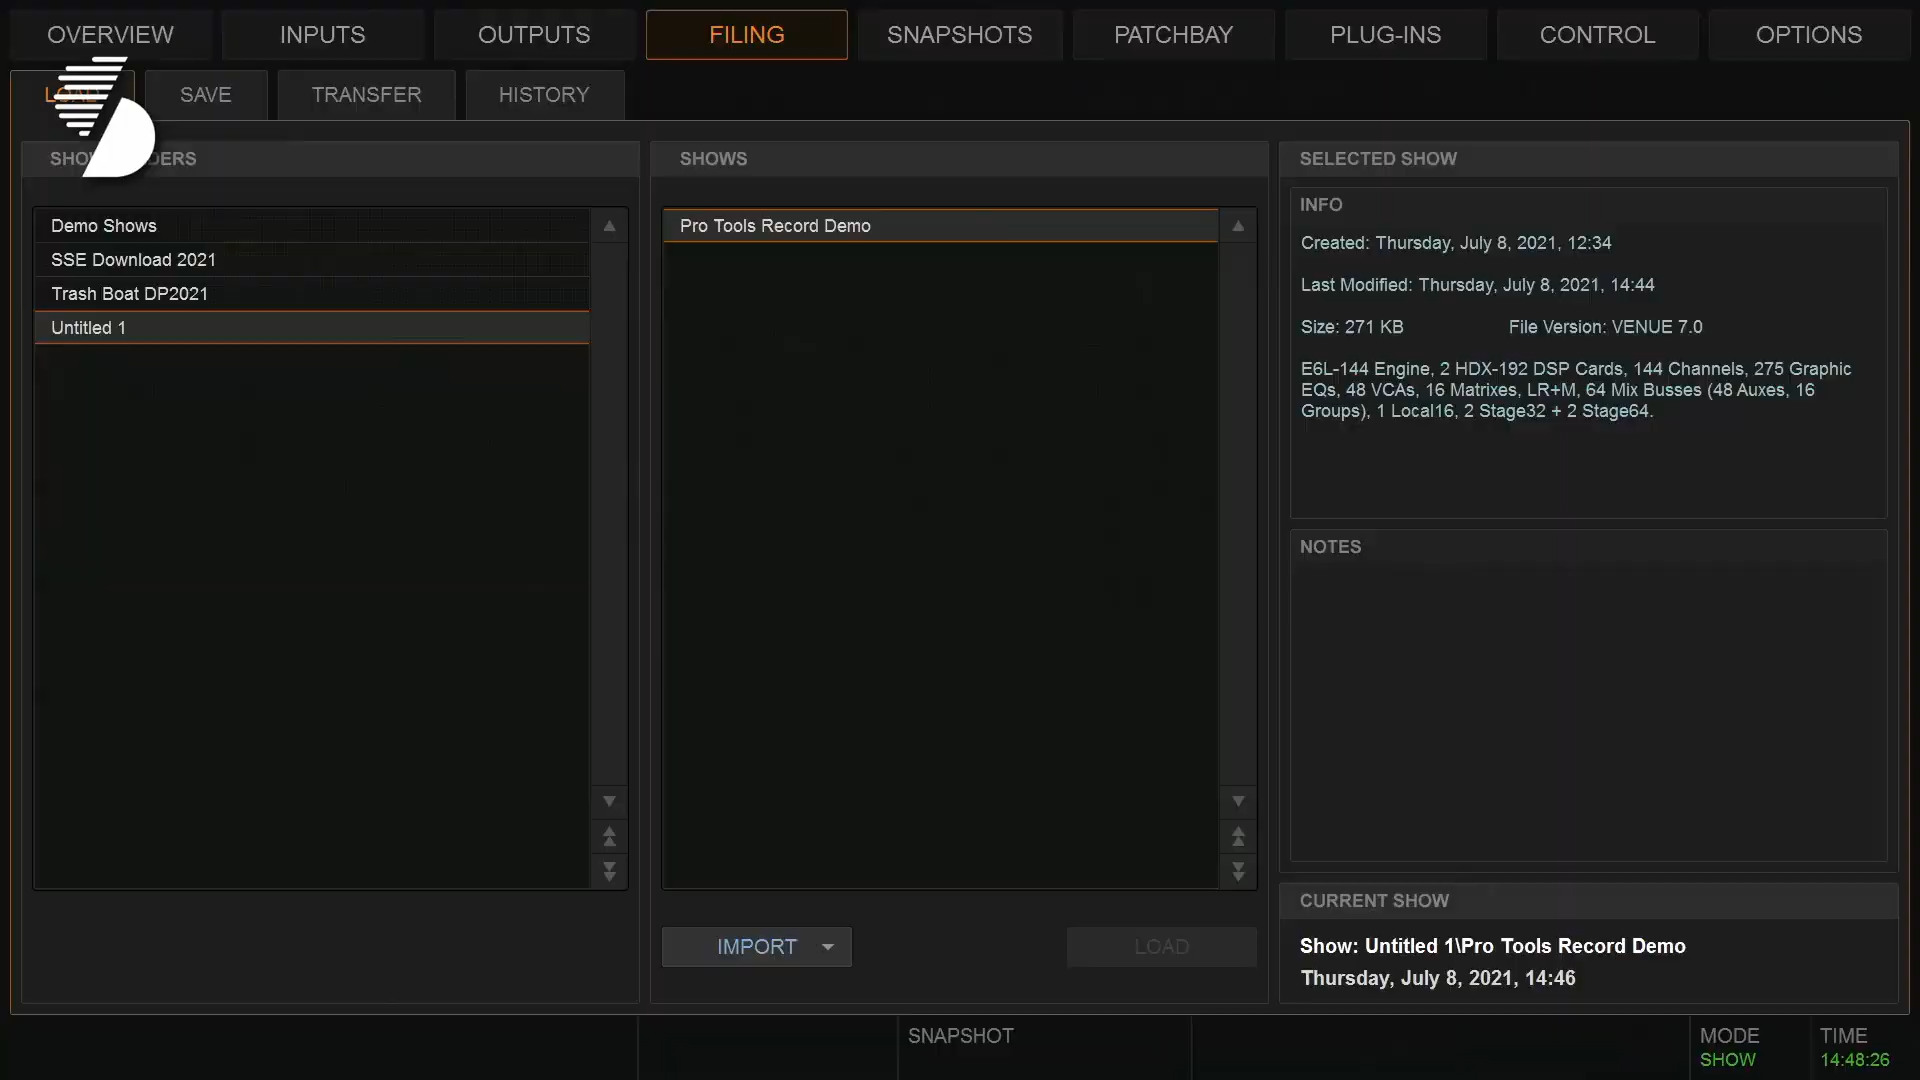 OVERVIEW
INPUTS
OUTPUTS
FILING
SNAPSHOTS
PATCHBAY
PLUG-INS
CONTROL
OPTIONS
SAVE
TRANSFER
HISTORY
SHOWS
SELECTED SHOW
Demo Shows
SSE Download 2021
Trash Boat DP2021
Untitled 1
Pro Tools Record Demo
INFO
Created: Thursday, July 8, 2021, 12:34
Last Modified: Thursday, July 8, 2021, 14:44
Size: 271 KB File Version: VENUE 7.0
E6L-144 Engine, 2 HDX-192 DSP Cards, 144 Channels, 275 Graphic
EQs, 48 VCAs, 16 Matrixes, LR+M, 64 Mix Busses (48 Auxes, 16
Groups), 1 Local16, 2 Stage32 + 2 Stage64.
NOTES
IMPORT
LOAD
CURRENT SHOW
Show: Untitled 1\Pro Tools Record Demo
Thursday, July 8, 2021, 14:46
SNAPSHOT
MODE
SHOW
TIME
14:48:26